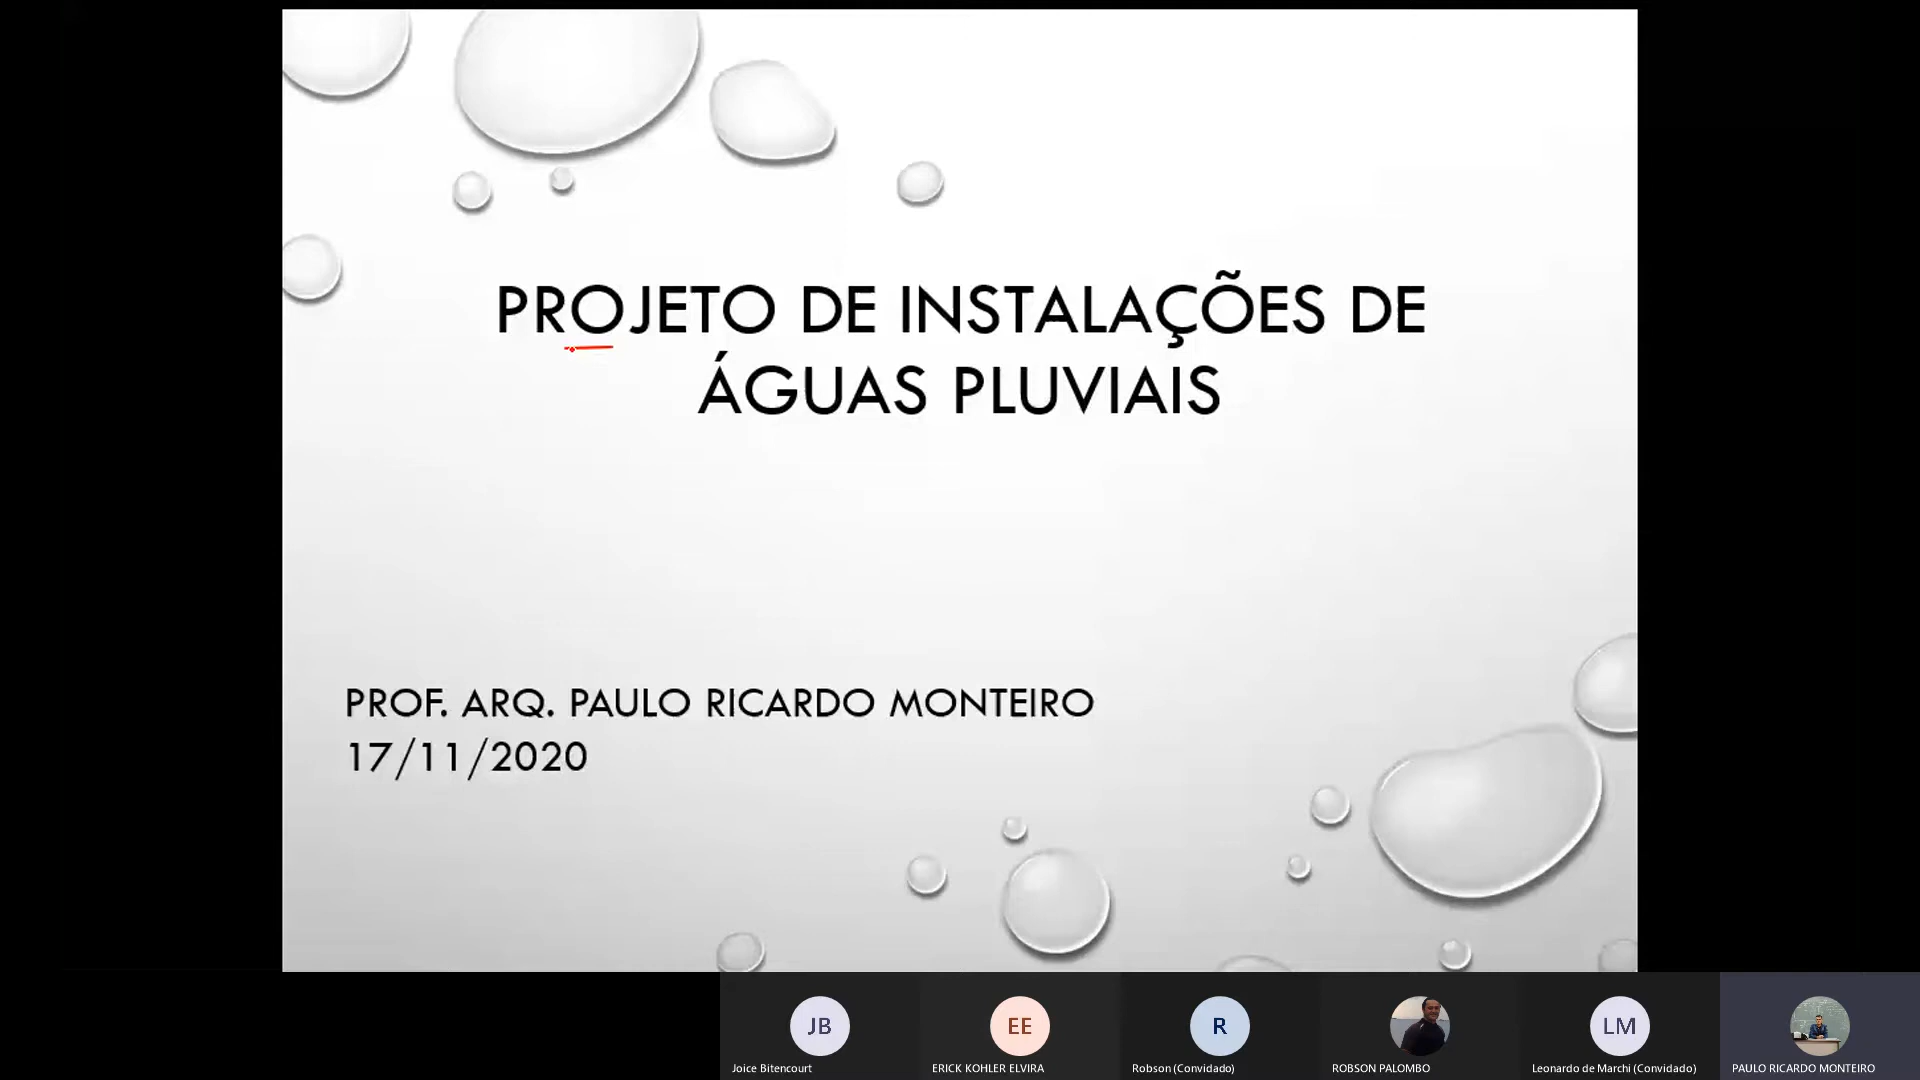 PROJETO DE INSTALAÇÕES DE
ÁGUAS PLUVIAIS
PROF. ARQ. PAULO RICARDO MONTEIRO
17/11/2020
JB
EE
R
LM
Joice Bitencourt
ERICK KOHLER ELVIRA
Robson (Convidado)
ROBSON PALOMBO
Leonardo de Marchi (Convidado)
PAULO RICARDO MONTEIRO